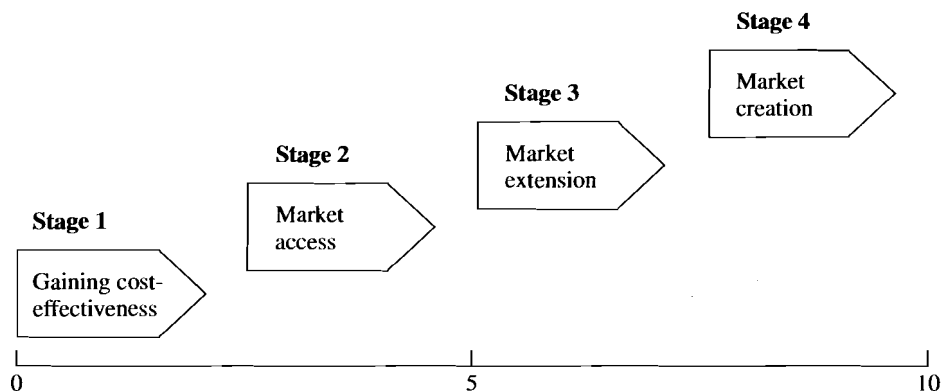 Stage 1
Gaining cost-
effectiveness
Stage 2
Market
access
Stage 3
Market
extension
Stage 4
Market
creation
0
5
10